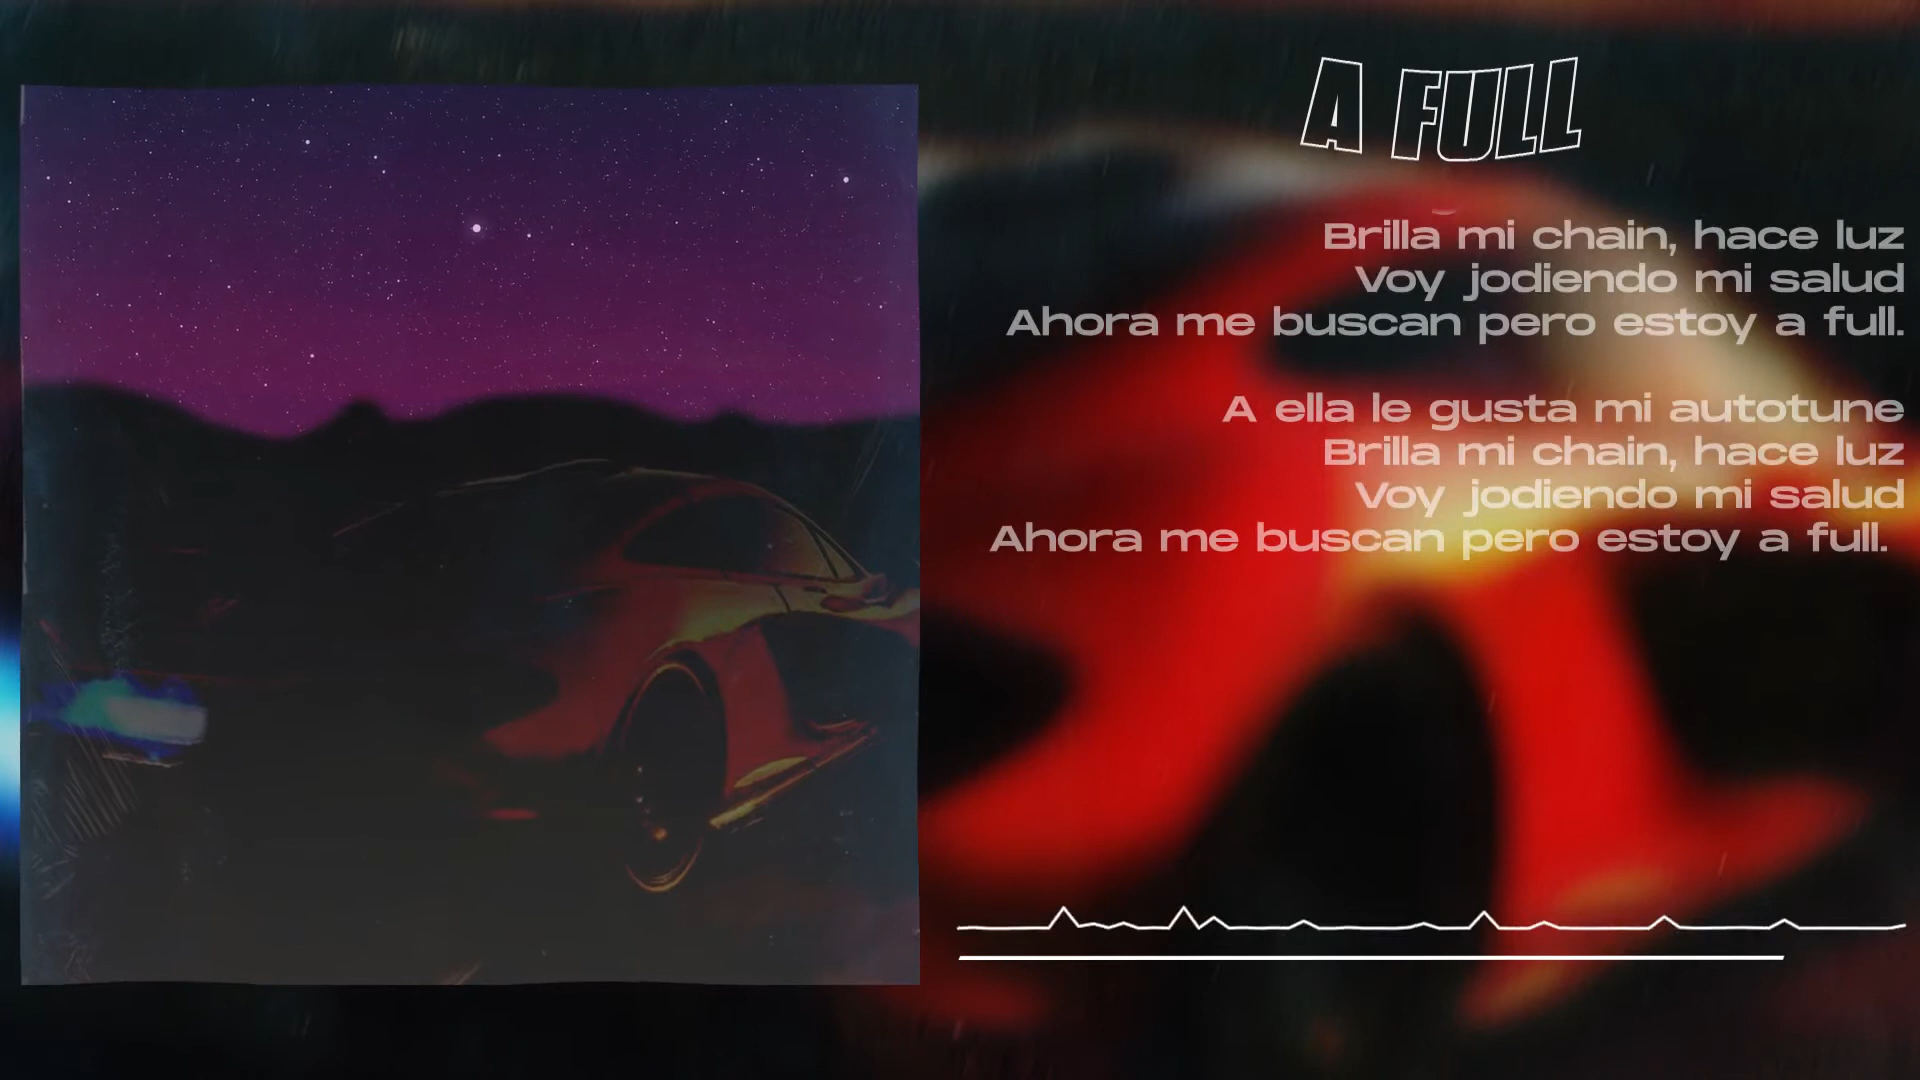 A FULL
Brilla mi chain, hace luz
Voy jodiendo mi salud
Ahora me buscan pero estoy a full.
A ella le gusta mi autotune
Brilla mi chain, hace luz
Voy jodiendo mi salud
Ahora me buscan pero estoy a full.